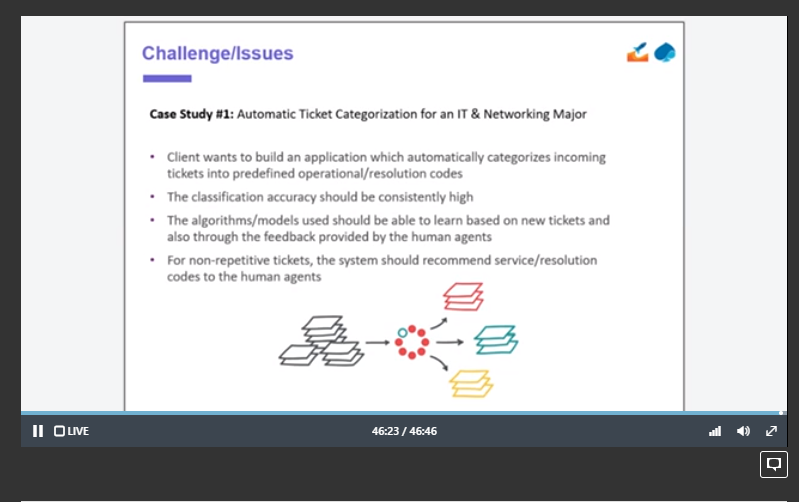 Challenge/Issues
Case Study #1: Automatic Ticket Categorization for an IT & Networking Major
• Client wants to build an application which automatically categorizes incoming
tickets into predefined operational/resolution codes
• The classification accuracy should be consistently high
• The algorithms/models used should be able to learn based on new tickets and
also through the feedback provided by the human agents
• For non-repetitive tickets, the system should recommend service/resolution
codes to the human agents
LIVE
46:23 / 46:46